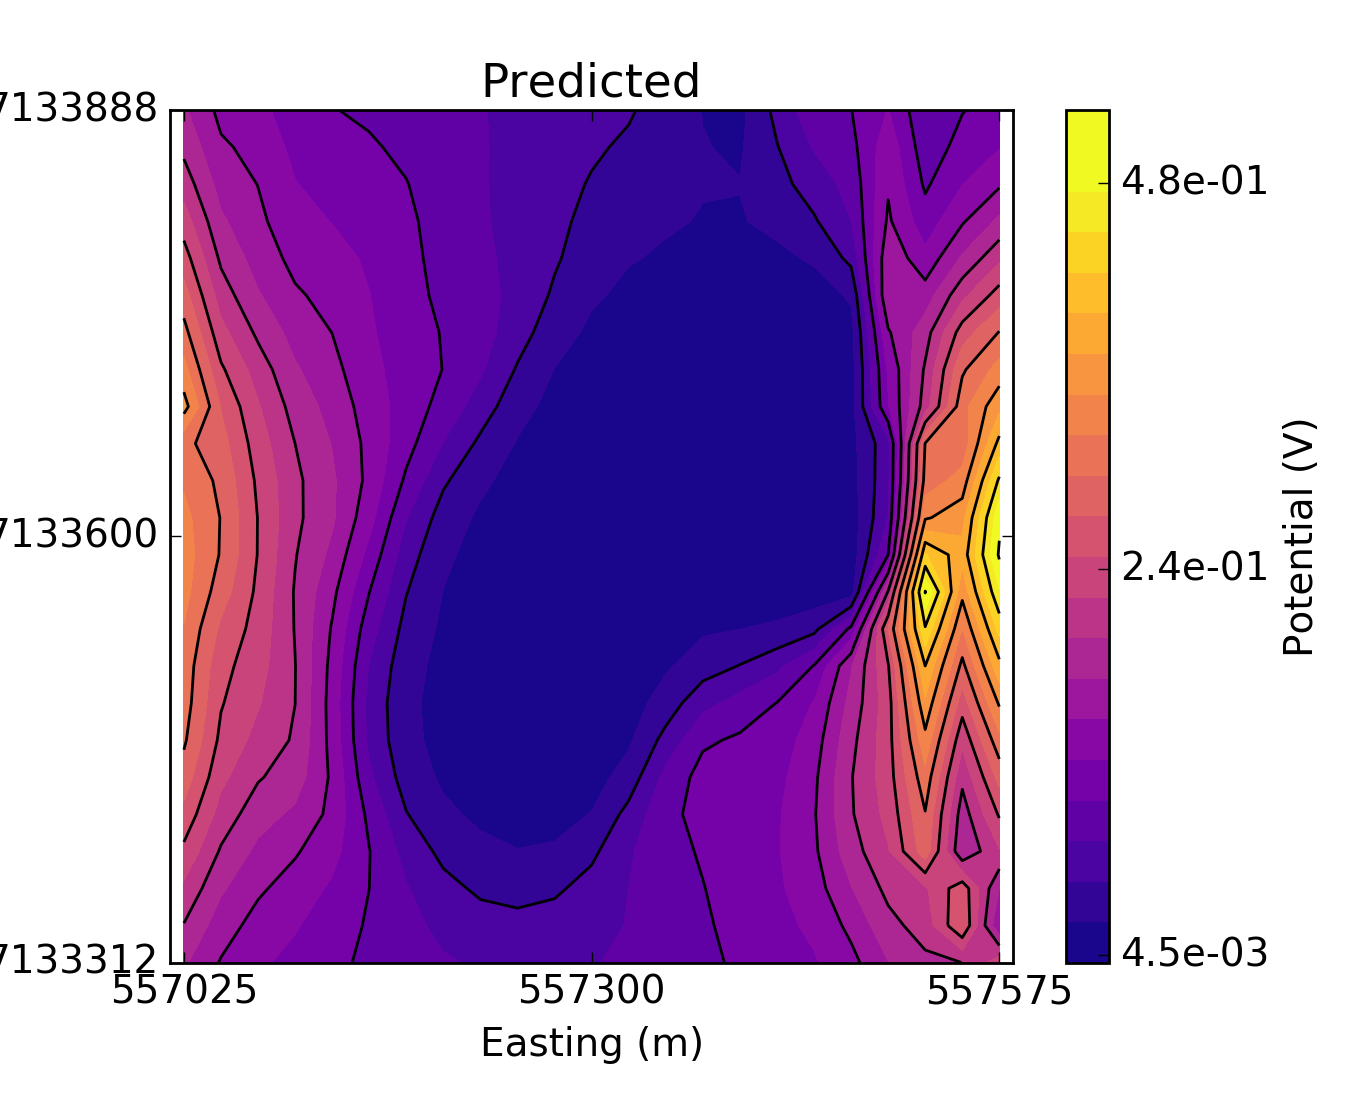 Predicted
7133888
7133600
7133312
557025 557300 557575
Easting (m)
4.8e-01
2.4e-01
4.5e-03
Potential (V)